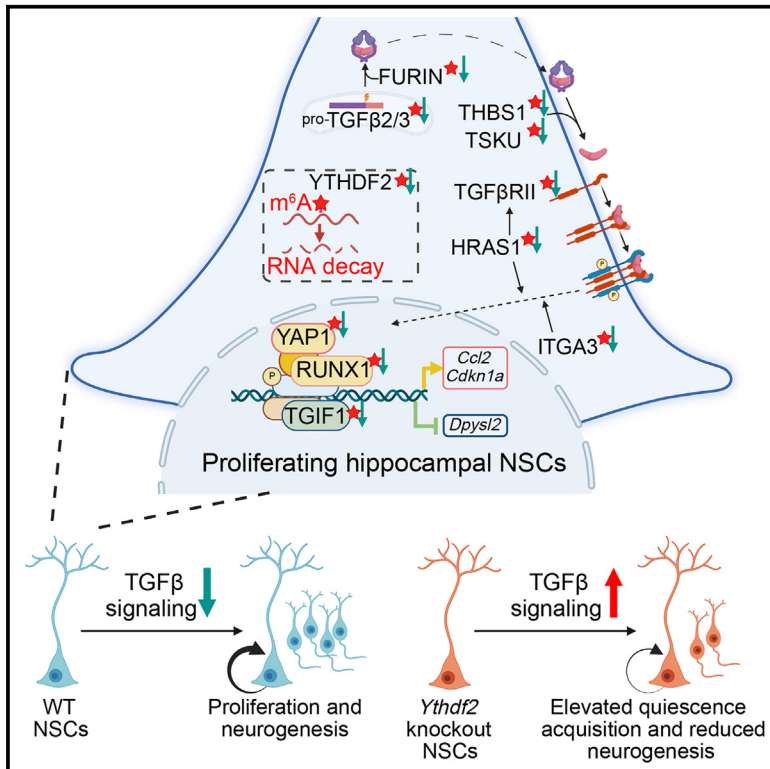 FURIN
pro-TGFβ2/3
THBS1
TSKU
YTHDF2
m⁶A
RNA decay
TGFβRII
HRAS1
P
P
ITGA3
YAP1
P
RUNX1
TGIF1
Ccl2
Cdkn1a
Dpysl2
Proliferating hippocampal NSCs
TGFβ
signaling
WT
NSCs
Proliferation and
neurogenesis
TGFβ
signaling
Ythdf2
knockout
NSCs
Elevated quiescence
acquisition and reduced
neurogenesis